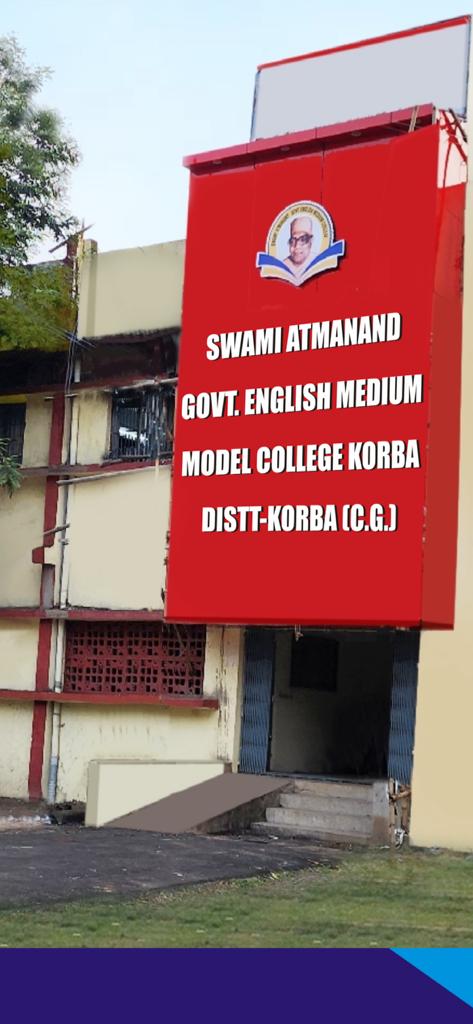 SWAMI ATMANAND
GOVT. ENGLISH MEDIUM
MODEL COLLEGE KORBA
DISTT-KORBA (C.G.)